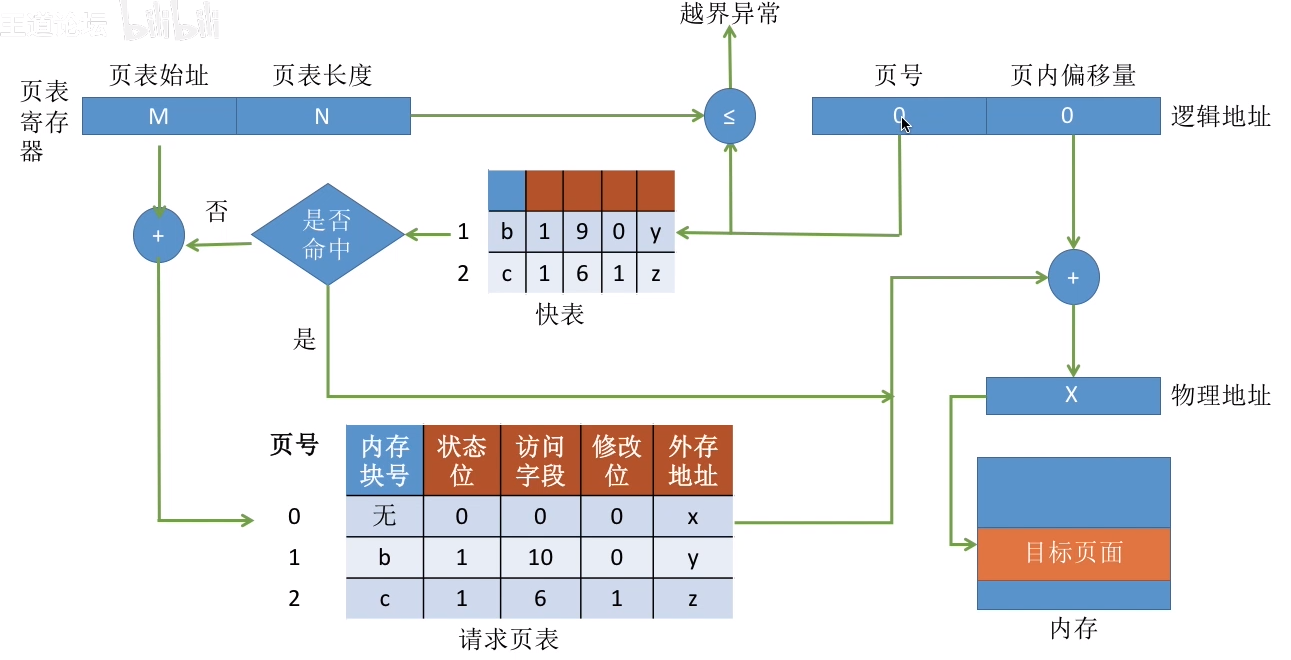 王道论坛 bilibili
越界异常
页表始址 页表长度 页号 页内偏移量
页表
寄存
器
M N ≤ 0 0 逻辑地址
+ 否 是否
命中
1 b 1 9 0 y
2 c 1 6 1 z
+
快表
是
X 物理地址
页号 内存
块号 状态
位 访问
字段 修改
位 外存
地址
0 无 0 0 0 x
1 b 1 10 0 y
2 c 1 6 1 z
目标页面
请求页表
内存